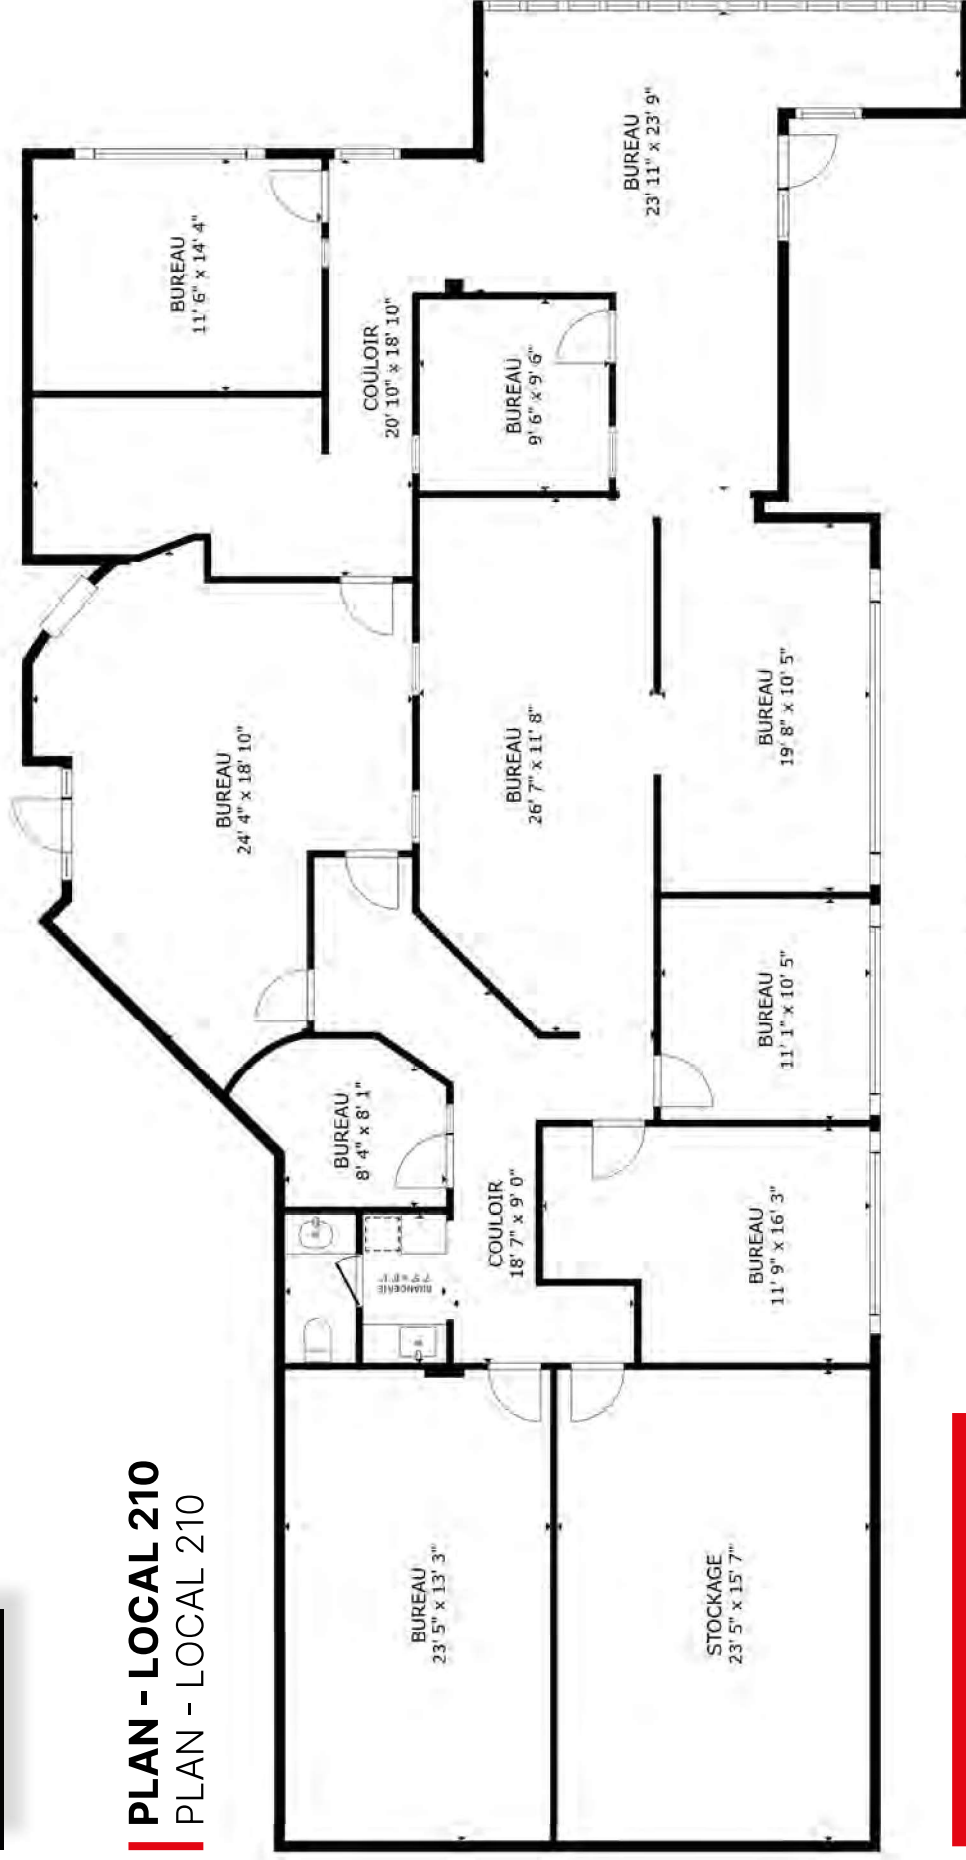 PLAN - LOCAL 210
PLAN - LOCAL 210
BUREAU
11' 6" x 14' 4"
COULOIR
20' 10" x 18' 10"
BUREAU
23' 11" x 23' 9"
BUREAU
9' 6" x 9' 6"
BUREAU
24' 4" x 18' 10"
BUREAU
26' 7" x 11' 8"
BUREAU
19' 8" x 10' 5"
BUREAU
11' 1" x 10' 5"
BUREAU
8' 4" x 8' 1"
COULOIR
18' 7" x 9' 0"
BUREAU
11' 9" x 16' 3"
BUANDERIE
BUREAU
23' 5" x 13' 3"
STOCKAGE
23' 5" x 15' 7"